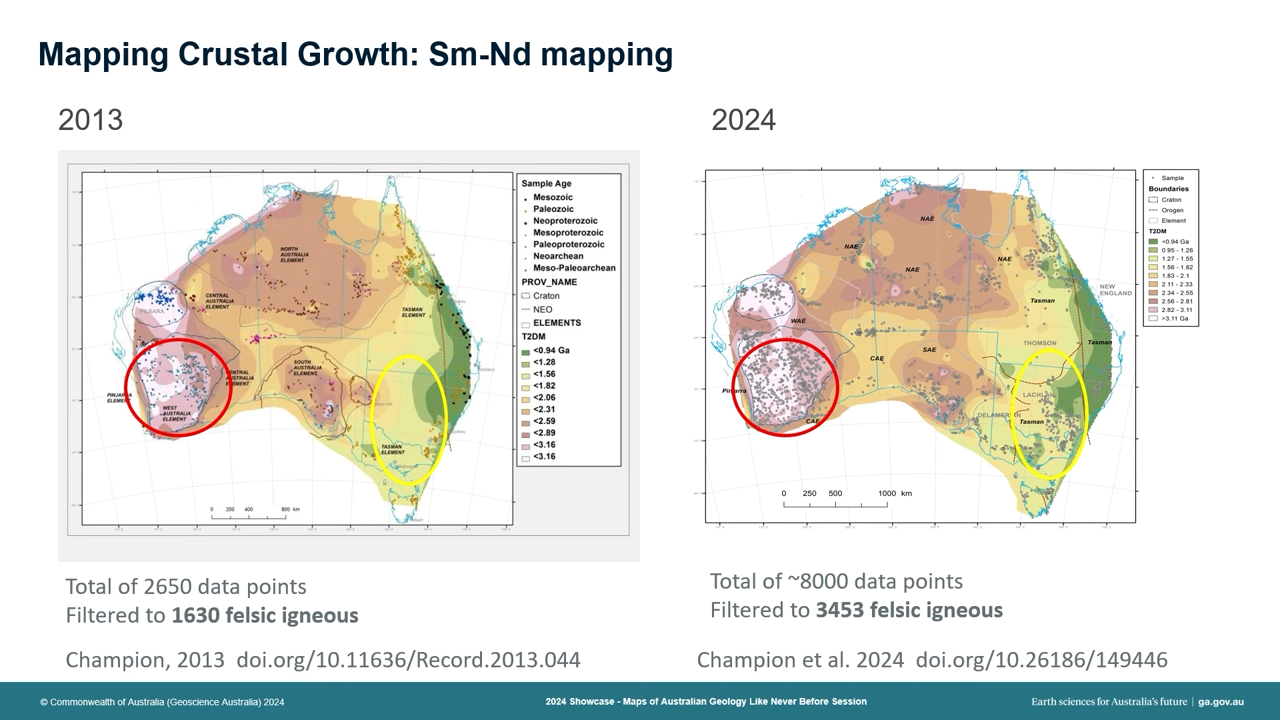 Mapping Crustal Growth: Sm-Nd mapping
2013
2024
NORTH
AUSTRALIA
ELEMENT
CENTRAL
AUSTRALIA
ELEMENT
PILBARA
TASMAN
ELEMENT
SOUTH
AUSTRALIA
ELEMENT
CENTRAL
AUSTRALIA
ELEMENT
PINJARRA
ELEMENT
WEST
AUSTRALIA
ELEMENT
TASMAN
ELEMENT
0 200 400 800 km
Sample Age
Mesozoic
Paleozoic
Neoproterozoic
Mesoproterozoic
Paleoproterozoic
Neoarchean
Meso-Paleoarchean
PROV_NAME
Craton
NEO
ELEMENTS
T2DM
<0.94 Ga
<1.28
<1.56
<1.82
<2.06
<2.31
<2.59
<2.89
<3.16
<3.16
NAE
NAE
NAE
NAE
NEW
ENGLAND
Tasman
WAE
THOMSON
Tasman
CAE
SAE
Pinjarra
LACHLAN
DELAMERIAN
Tasman
CAE
0 250 500 1000 km
Sample
Boundaries
Craton
Orogen
Element
T2DM
<0.94 Ga
0.95 - 1.26
1.27 - 1.55
1.56 - 1.82
1.83 - 2.1
2.11 - 2.33
2.34 - 2.55
2.56 - 2.81
2.82 - 3.11
>3.11 Ga
Total of 2650 data points
Filtered to 1630 felsic igneous
Champion, 2013 doi.org/10.11636/Record.2013.044
Total of ~8000 data points
Filtered to 3453 felsic igneous
Champion et al. 2024 doi.org/10.26186/149446
© Commonwealth of Australia (Geoscience Australia) 2024
2024 Showcase - Maps of Australian Geology Like Never Before Session
Earth sciences for Australia's future | ga.gov.au